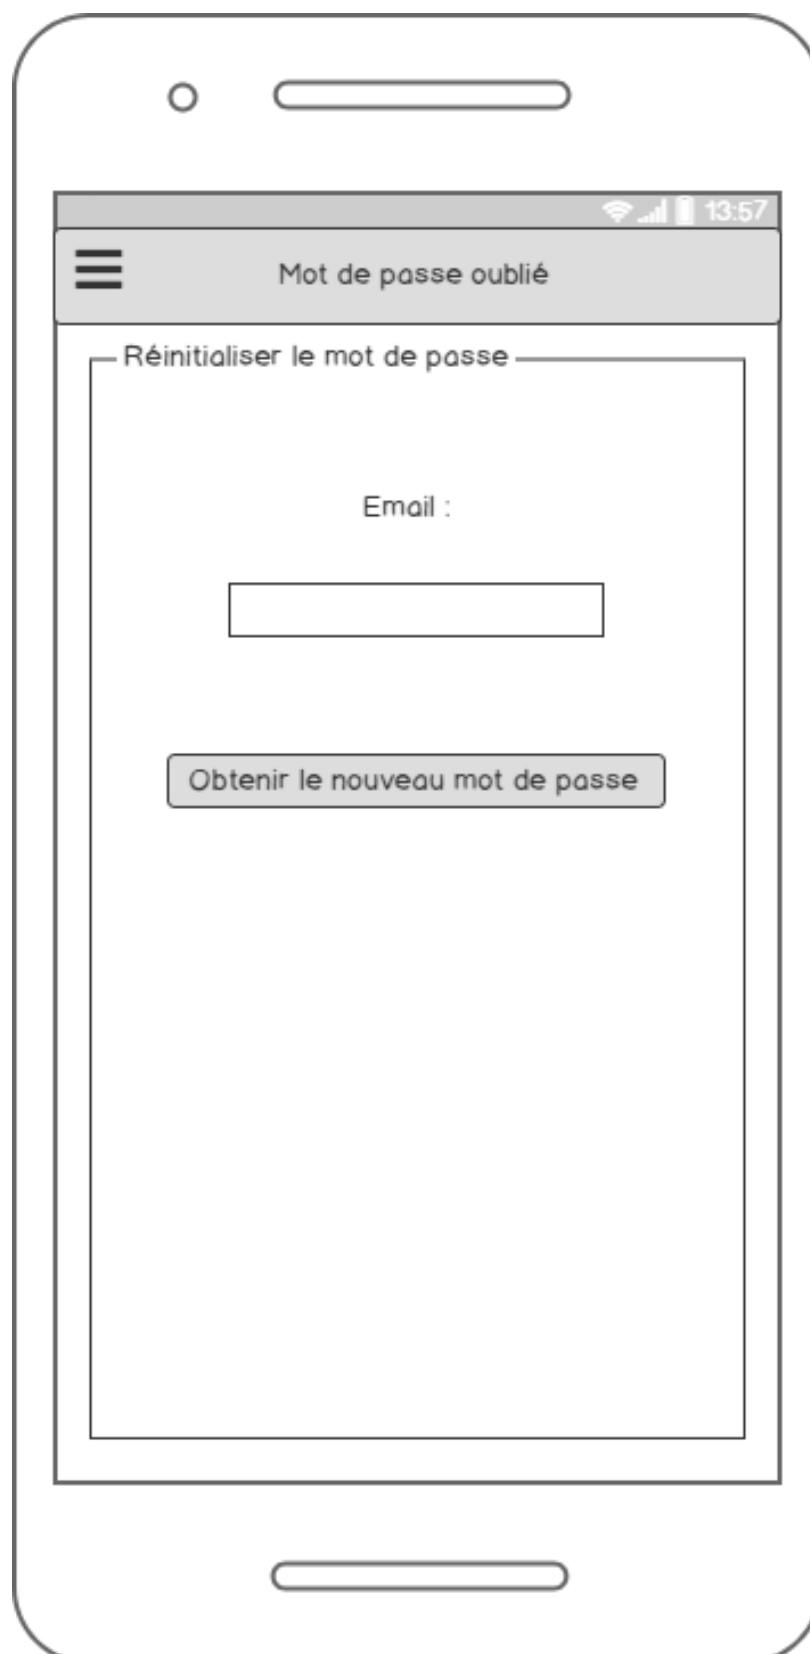 13:57
Mot de passe oublié
Réinitialiser le mot de passe
Email :
Obtenir le nouveau mot de passe